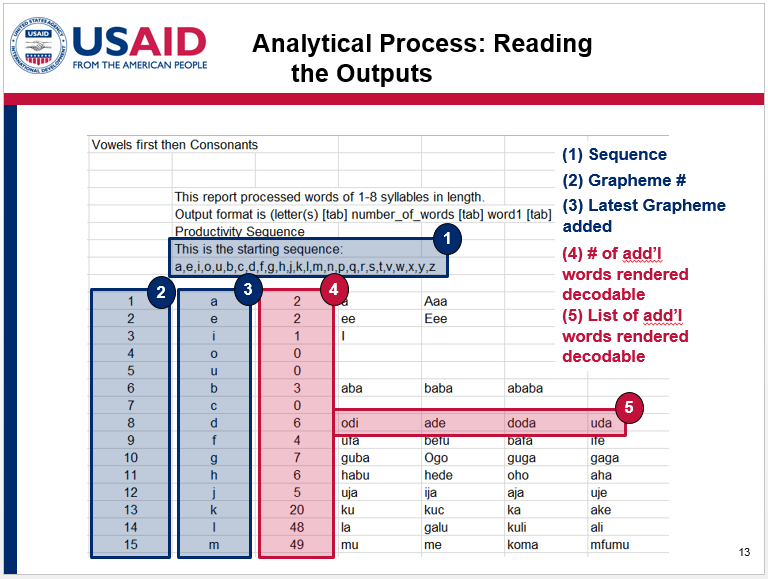 UNITED STATES AGENCY
INTERNATIONAL DEVELOPMENT
USAID
USAID
FROM THE AMERICAN PEOPLE
Analytical Process: Reading
the Outputs
Vowels first then Consonants
This report processed words of 1-8 syllables in length.
Output format is (letter(s) [tab] number_of_words [tab] word1 [tab]
Productivity Sequence
This is the starting sequence:
a,e,i,o,u,b,c,d,f,g,h,j,k,l,m,n,p,q,r,s,t,v,w,x,y,z
1
2
3
4
5
1 a 2 a Aaa
2 e 2 ee Eee
3 i 1 I
4 o 0
5 u 0
6 b 3 aba baba ababa
7 c 0
8 d 6 odi ade doda uda
9 f 4 ufa befu bafa ife
10 g 7 guba Ogo guga gaga
11 h 6 habu hede oho aha
12 j 5 uja ija aja uje
13 k 20 ku kuc ka ake
14 l 48 la galu kuli ali
15 m 49 mu me koma mfumu
(1) Sequence
(2) Grapheme #
(3) Latest Grapheme
added
(4) # of add’l
words rendered
decodable
(5) List of add’l
words rendered
decodable
13